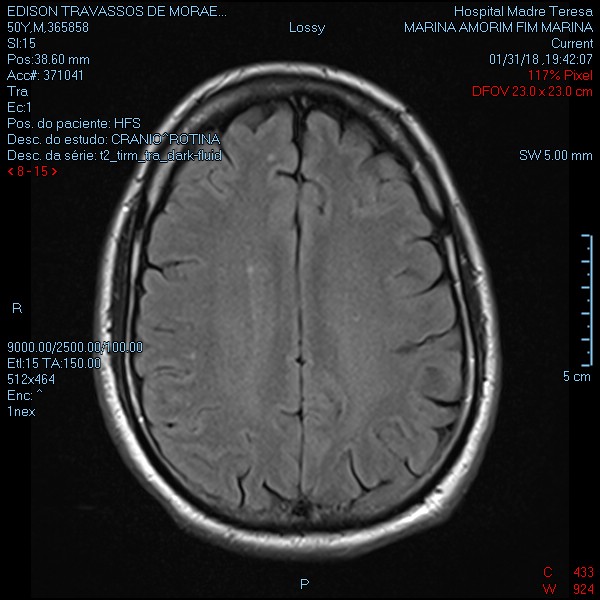 EDISON TRAVASSOS DE MORAE...
50Y,M,365858
Sl:15
Pos:38.60 mm
Acc#: 371041
Tra
Ec:1
Pos. do paciente: HFS
Desc. do estudo: CRANIO^ROTINA
Desc. da série: t2_tirm_tra_dark-fluid
< 8 - 15 >
Lossy
Hospital Madre Teresa
MARINA AMORIM FIM MARINA
Current
01/31/18 ,19:42:07
117% Pixel
DFOV 23.0 x 23.0 cm
SW 5.00 mm
R
9000.00/2500.00/100.00
Etl:15 TA:150.00
512x464
Enc: ^
1nex
5 cm
P
C 433
W 924